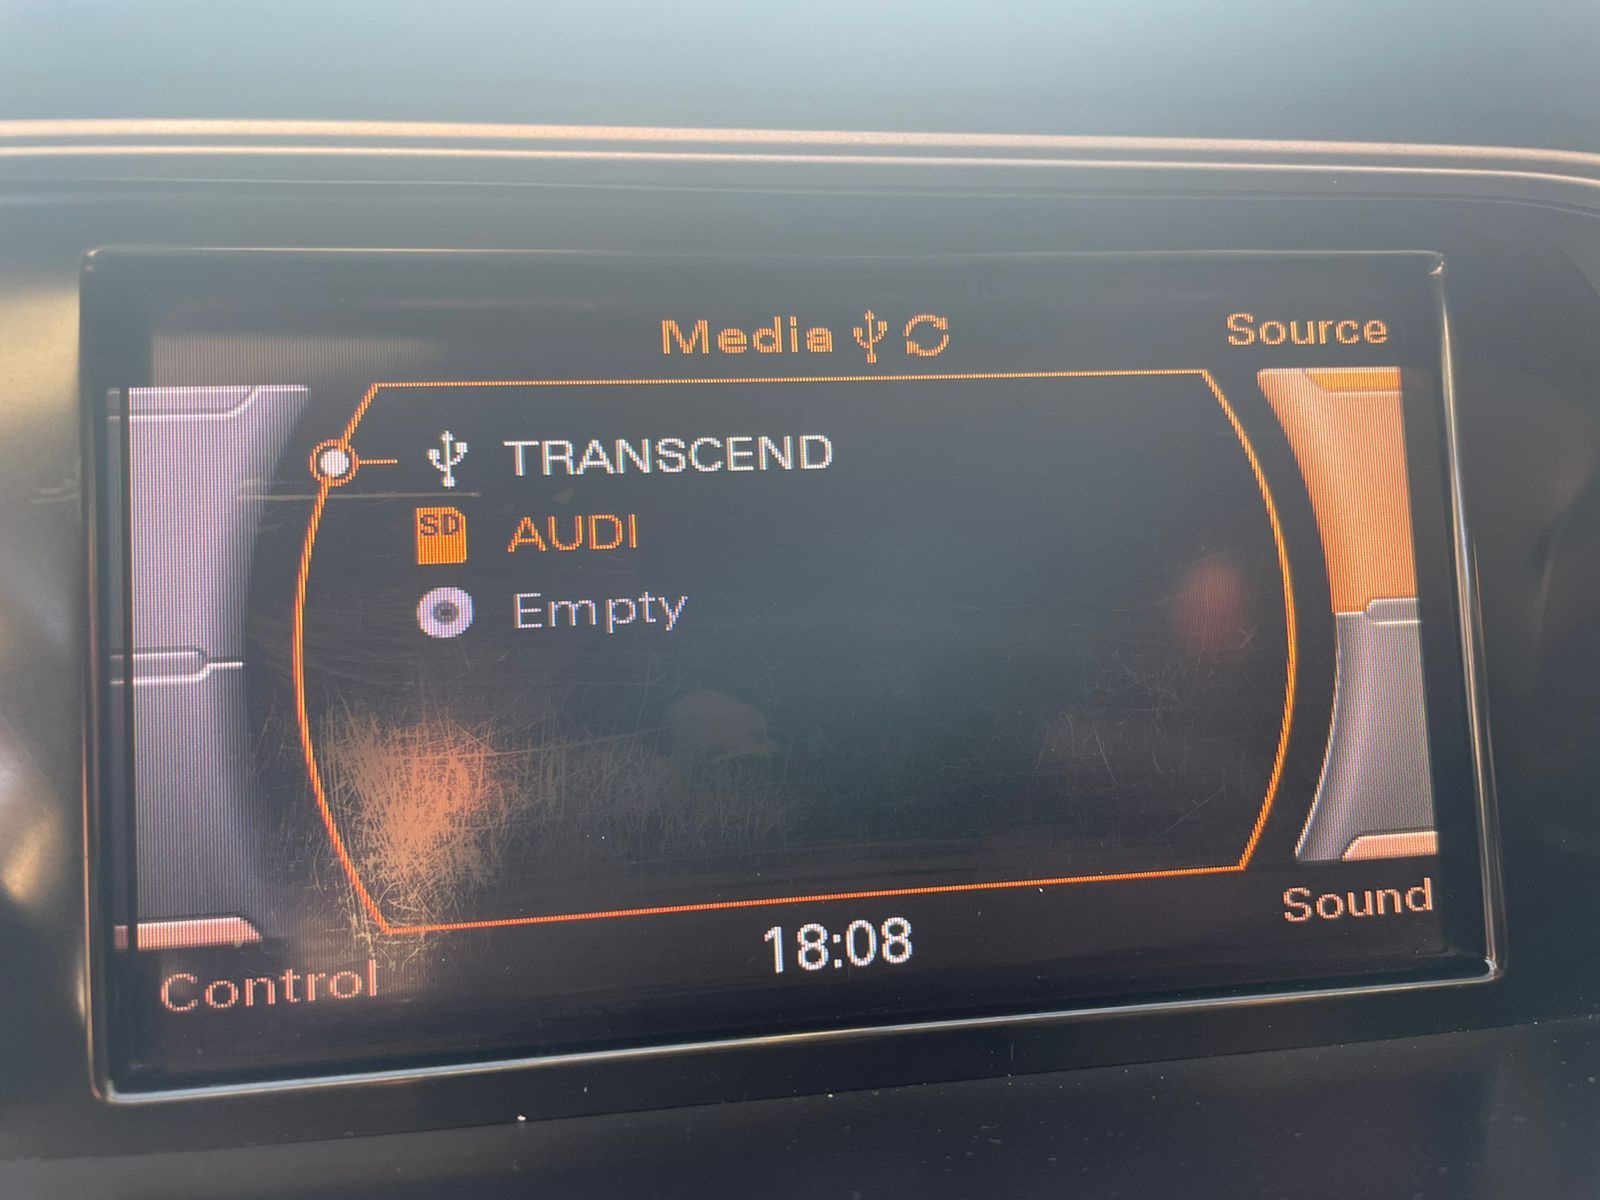 Media
Source
TRANSCEND
SD AUDI
Empty
18:08
Sound
Control